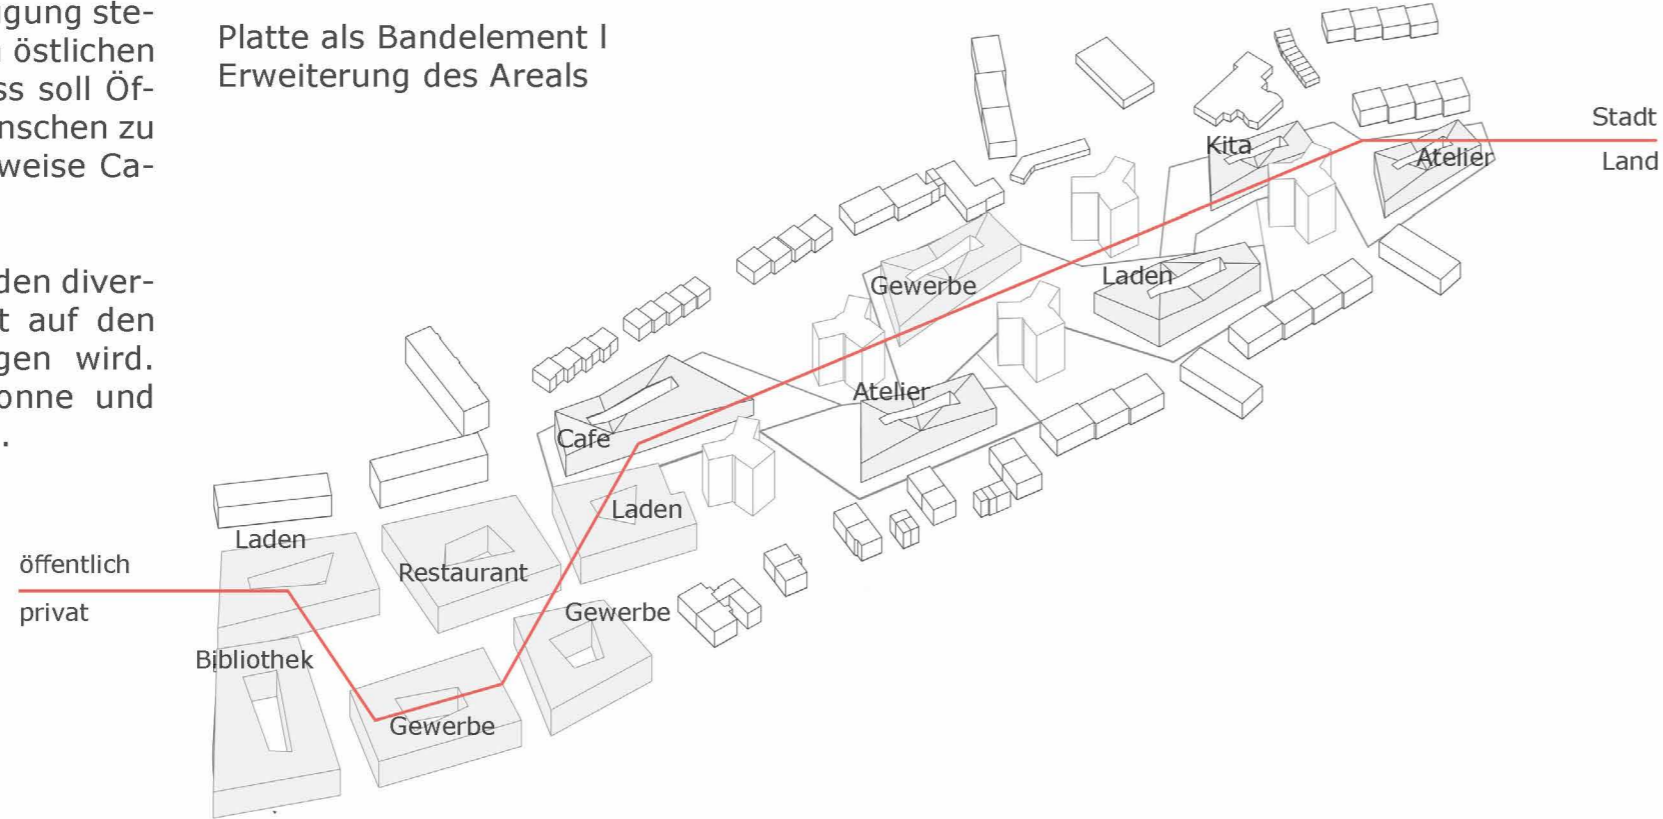 igung ste-
östlichen
ss soll Öf-
nschen zu
weise Ca-
den diver-
t auf den
gen wird.
onne und
.
Platte als Bandelement l
Erweiterung des Areals
Stadt
Land
Kita
Atelier
Gewerbe
Laden
Atelier
Cafe
Laden
Laden
Restaurant
öffentlich
privat
Gewerbe
Bibliothek
Gewerbe